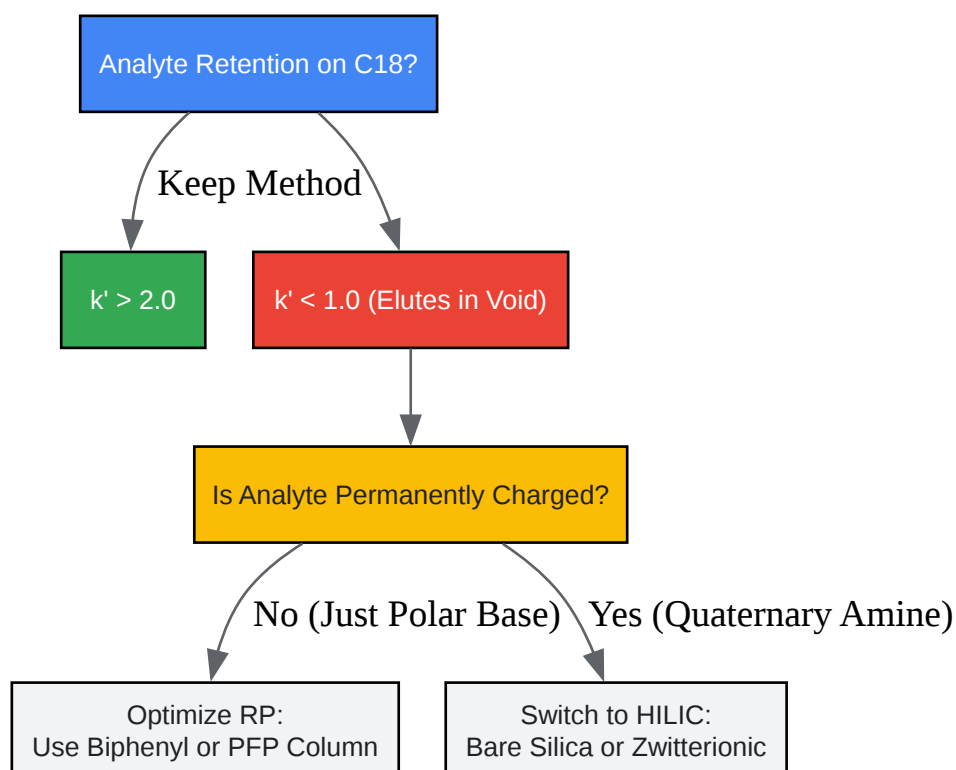 Analyte Retention on C18?
Keep Method
k' > 2.0
k' < 1.0 (Elutes in Void)
Is Analyte Permanently Charged?
No (Just Polar Base)
Yes (Quaternary Amine)
Optimize RP:
Use Biphenyl or PFP Column
Switch to HILIC:
Bare Silica or Zwitterionic